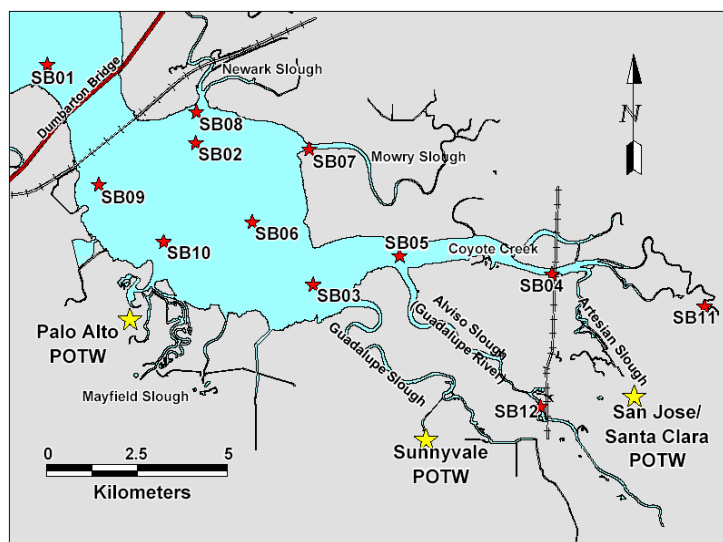 SB01
Dumbarton Bridge
Newark Slough
SB08
SB02
SB07
Mowry Slough
N
SB09
SB06
SB10
SB05
Coyote Creek
SB04
SB03
SB11
Palo Alto
POTW
Mayfield Slough
Guadalupe Slough
Alviso Slough
(Guadalupe River)
Artesian Slough
SB12
San Jose/
Santa Clara
POTW
Sunnyvale
POTW
0 2.5 5
Kilometers